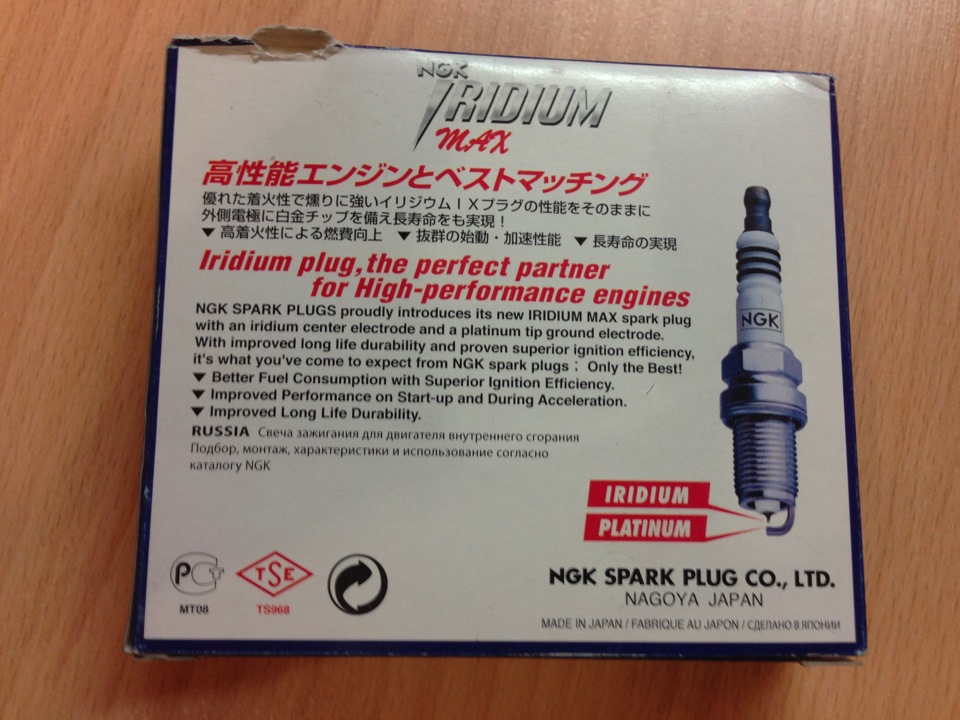 NGK
IRIDIUM
MAX
高性能エンジンとベストマッチング
優れた着火性で燻りに強いイリジウムＩＸプラグの性能をそのままに
外側電極に白金チップを備え長寿命をも実現！
▼ 高着火性による燃費向上 ▼ 抜群の始動・加速性能 ▼ 長寿命の実現
Iridium plug,the perfect partner
for High-performance engines
NGK SPARK PLUGS proudly introduces its new IRIDIUM MAX spark plug
with an iridium center electrode and a platinum tip ground electrode.
With improved long life durability and proven superior ignition efficiency,
it's what you've come to expect from NGK spark plugs ; Only the Best!
▼ Better Fuel Consumption with Superior Ignition Efficiency.
▼ Improved Performance on Start-up and During Acceleration.
▼ Improved Long Life Durability.
RUSSIA Свеча зажигания для двигателя внутреннего сгорания
Подбор, монтаж, характеристики и использование согласно
каталогу NGK
NGK
IRIDIUM
PLATINUM
РСТ
MT08
TSE
TS968
NGK SPARK PLUG CO., LTD.
NAGOYA JAPAN
MADE IN JAPAN / FABRIQUE AU JAPON / СДЕЛАНО В ЯПОНИИ